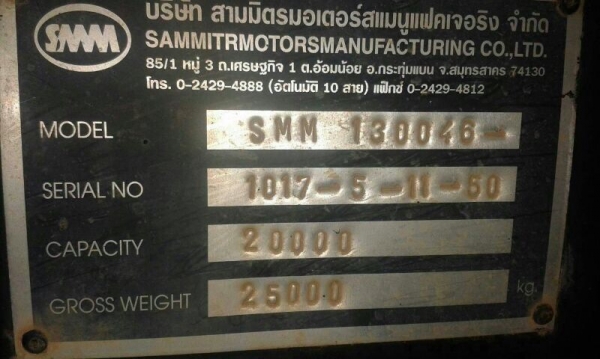 บริษัท สามมิตรมอเตอร์สแมนูแฟคเจอริง จำกัด
SMM
SAMMITRMOTORSMANUFACTURING CO.,LTD.
85/1 หมู่ 3 ถ.เศรษฐกิจ 1 ต.อ้อมน้อย อ.กระทุ่มแบน จ.สมุทรสาคร 74130
โทร. 0-2429-4888 (อัตโนมัติ 10 สาย) แฟ็กซ์ 0-2429-4812
MODEL SMM 130046-
SERIAL NO 1017-5-11-60
CAPACITY 20000
GROSS WEIGHT 25000 kg.